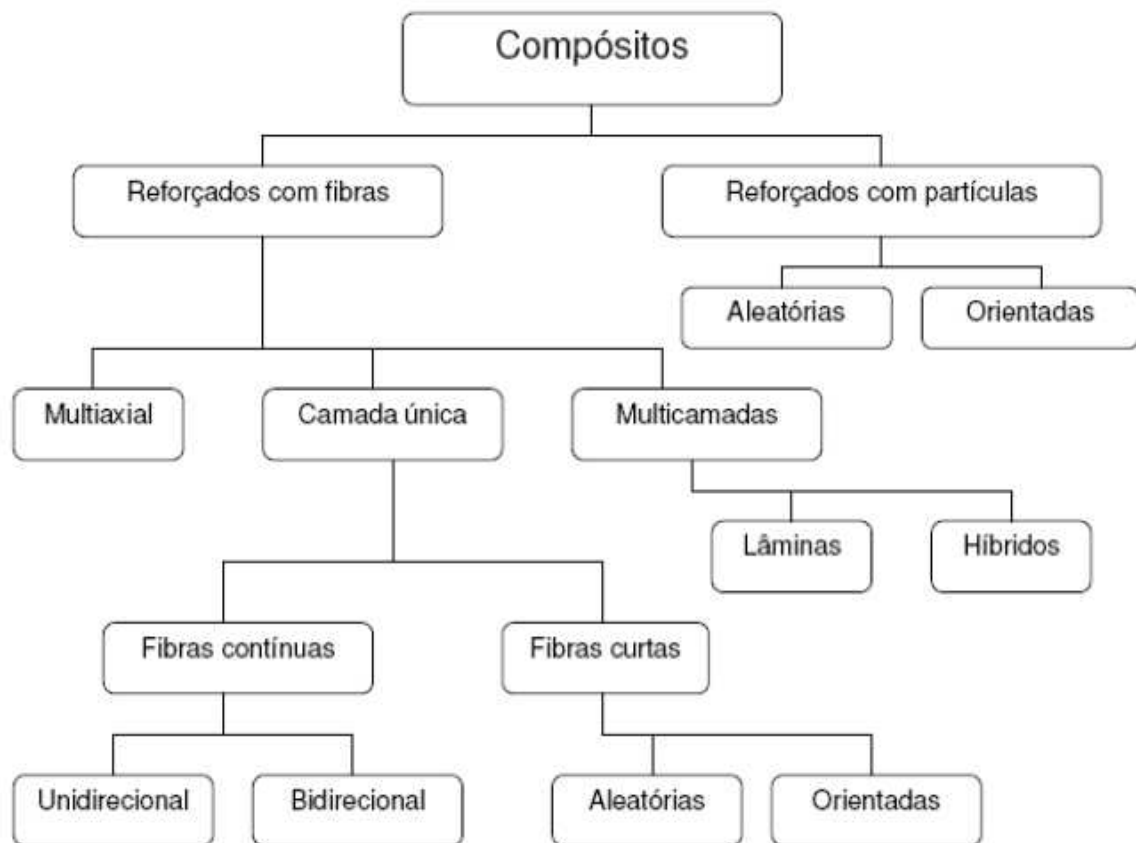 Compósitos
Reforçados com fibras
Reforçados com partículas
Aleatórias
Orientadas
Multiaxial
Camada única
Multicamadas
Lâminas
Híbridos
Fibras contínuas
Fibras curtas
Unidirecional
Bidirecional
Aleatórias
Orientadas